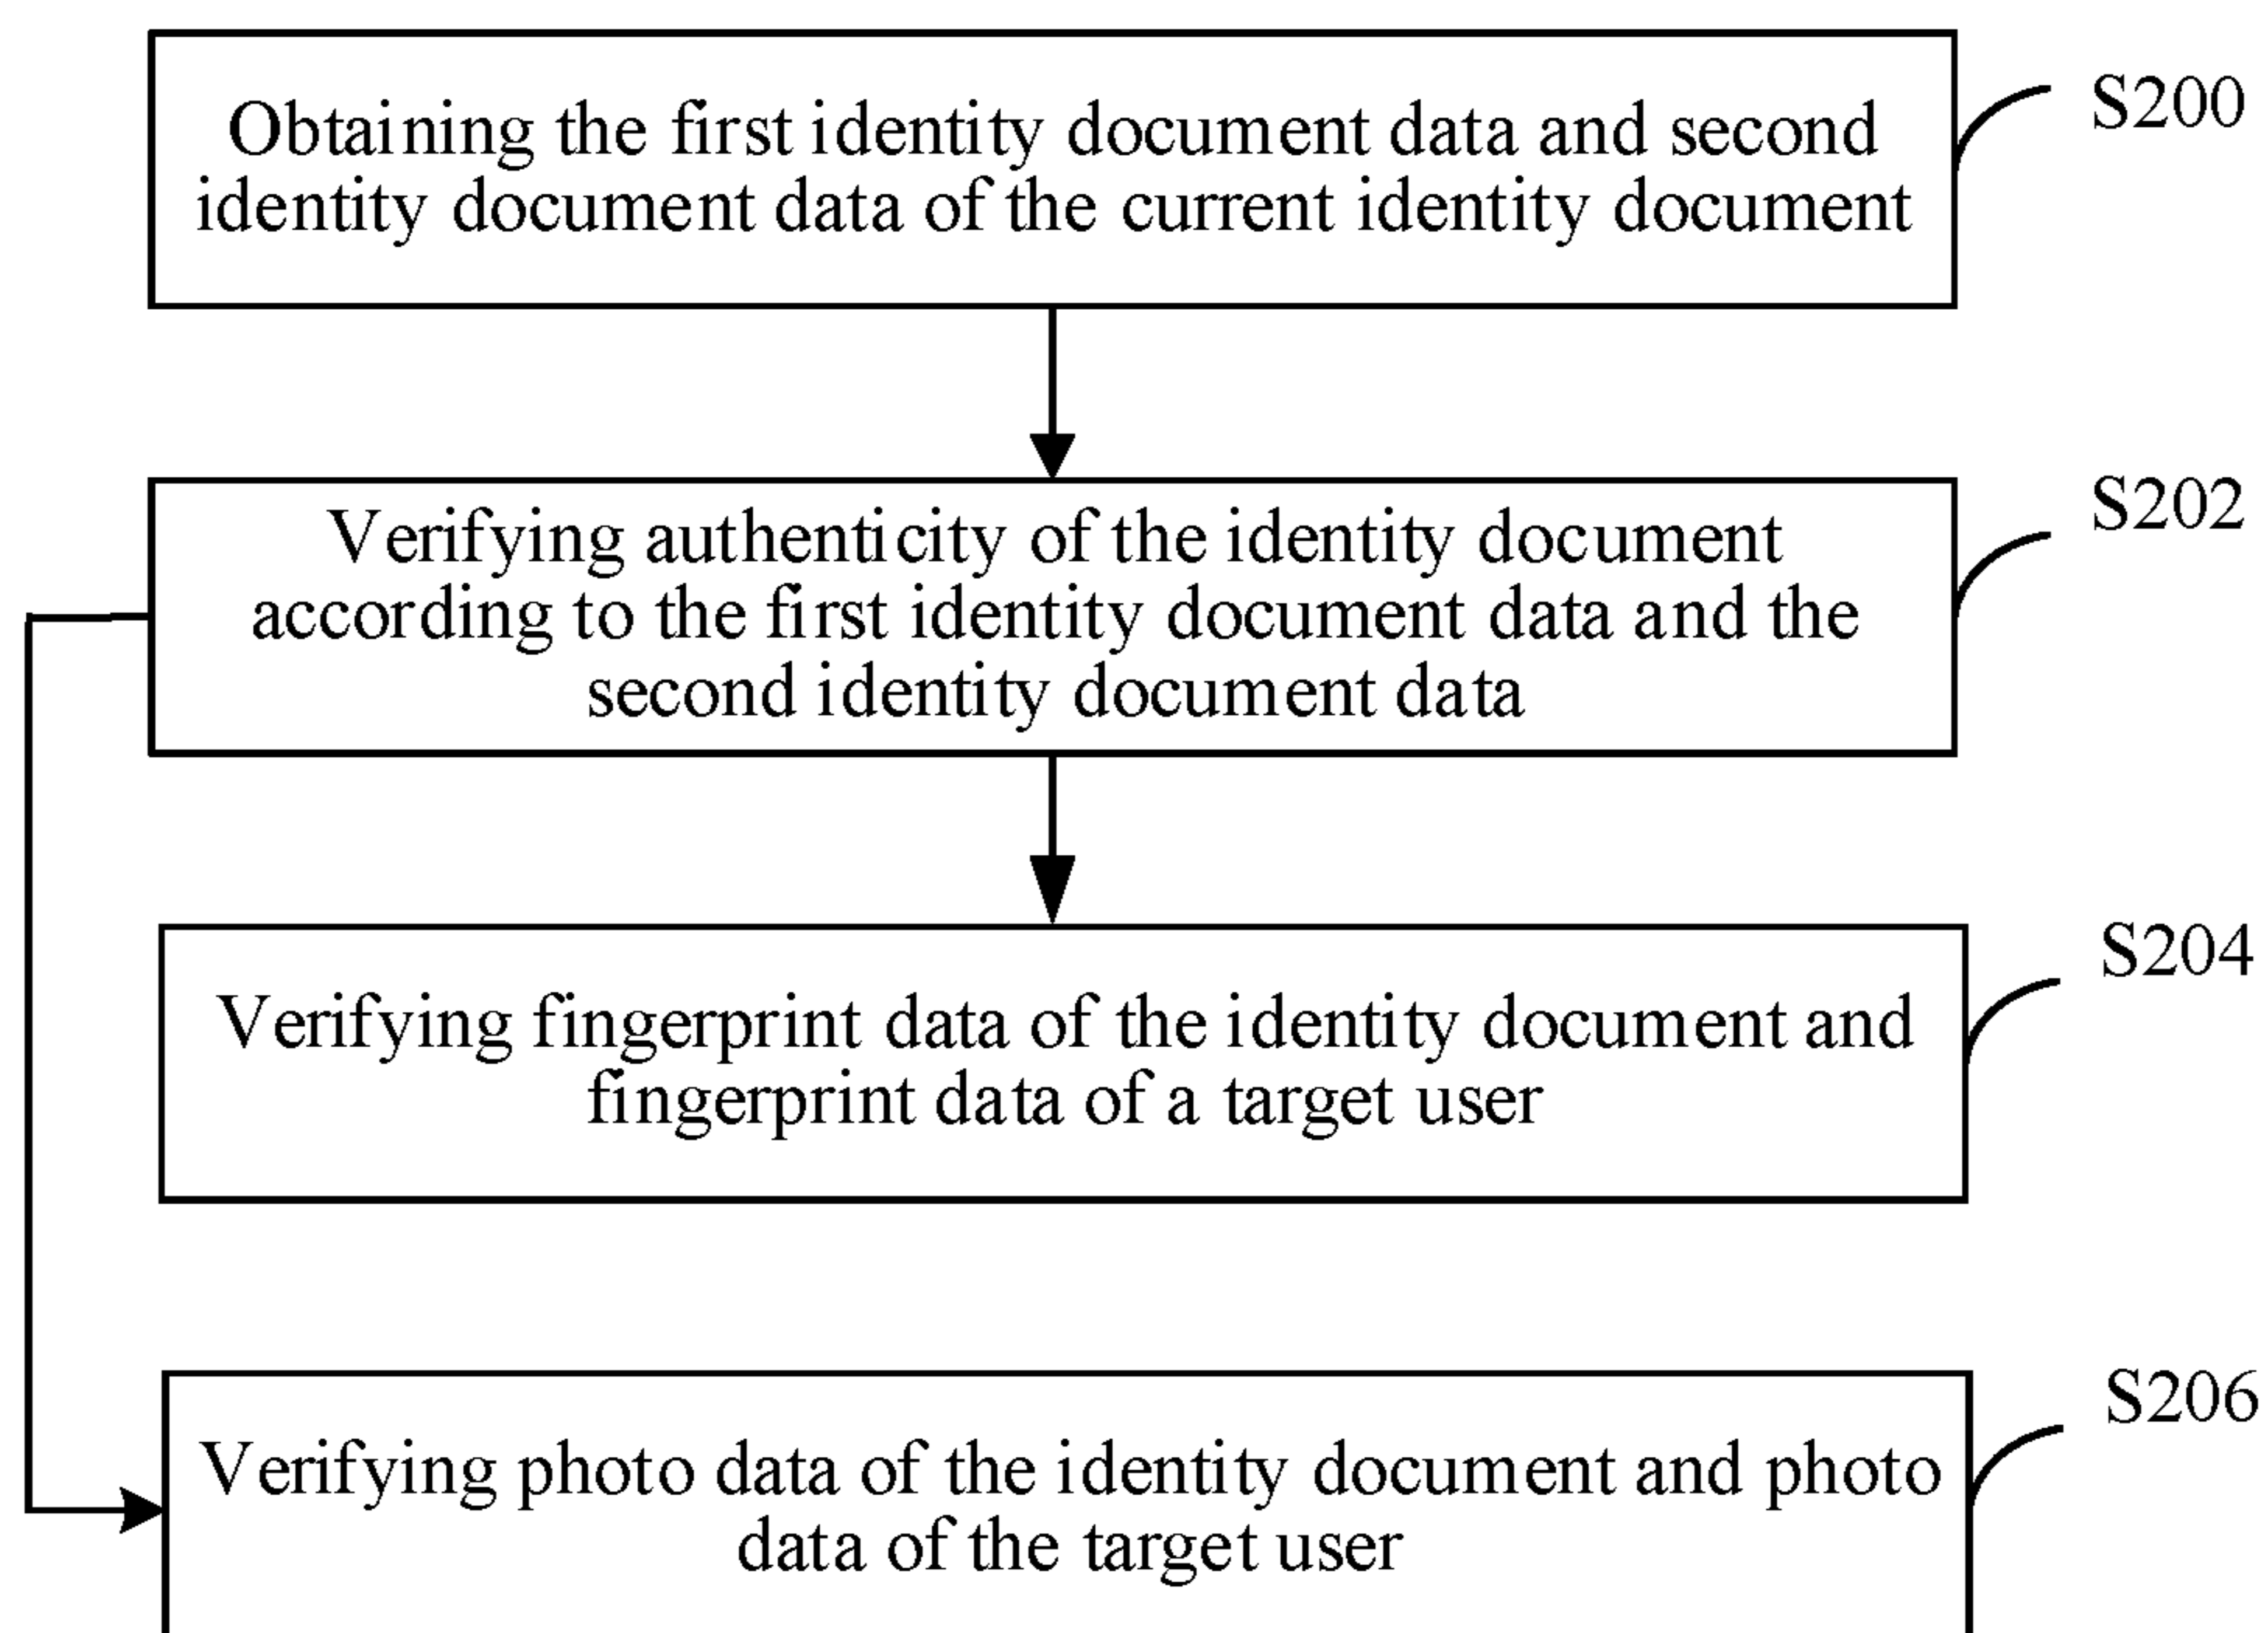 Obtaining the first identity document data and second
identity document data of the current identity document
S200
Verifying authenticity of the identity document
according to the first identity document data and the
second identity document data
S202
Verifying fingerprint data of the identity document and
fingerprint data of a target user
S204
Verifying photo data of the identity document and photo
data of the target user
S206